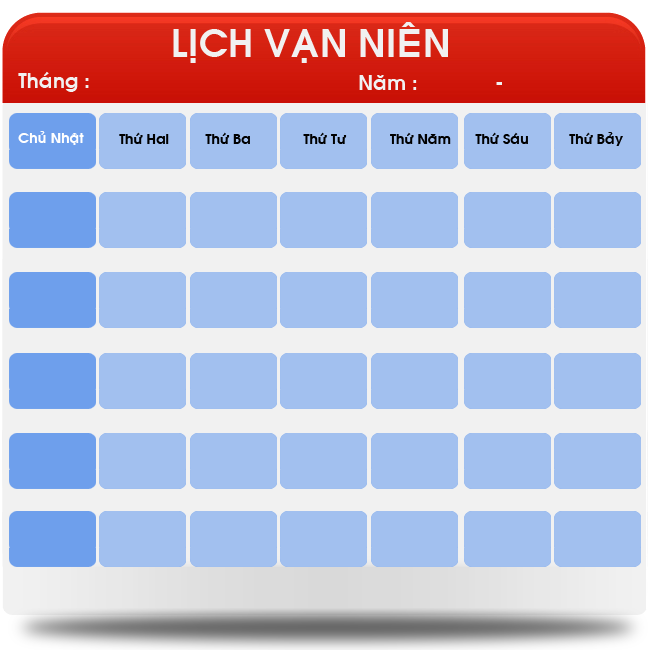 LỊCH VẠN NIÊN
Tháng : Năm : -
Chủ Nhật Thứ Hai Thứ Ba Thứ Tư Thứ Năm Thứ Sáu Thứ Bảy